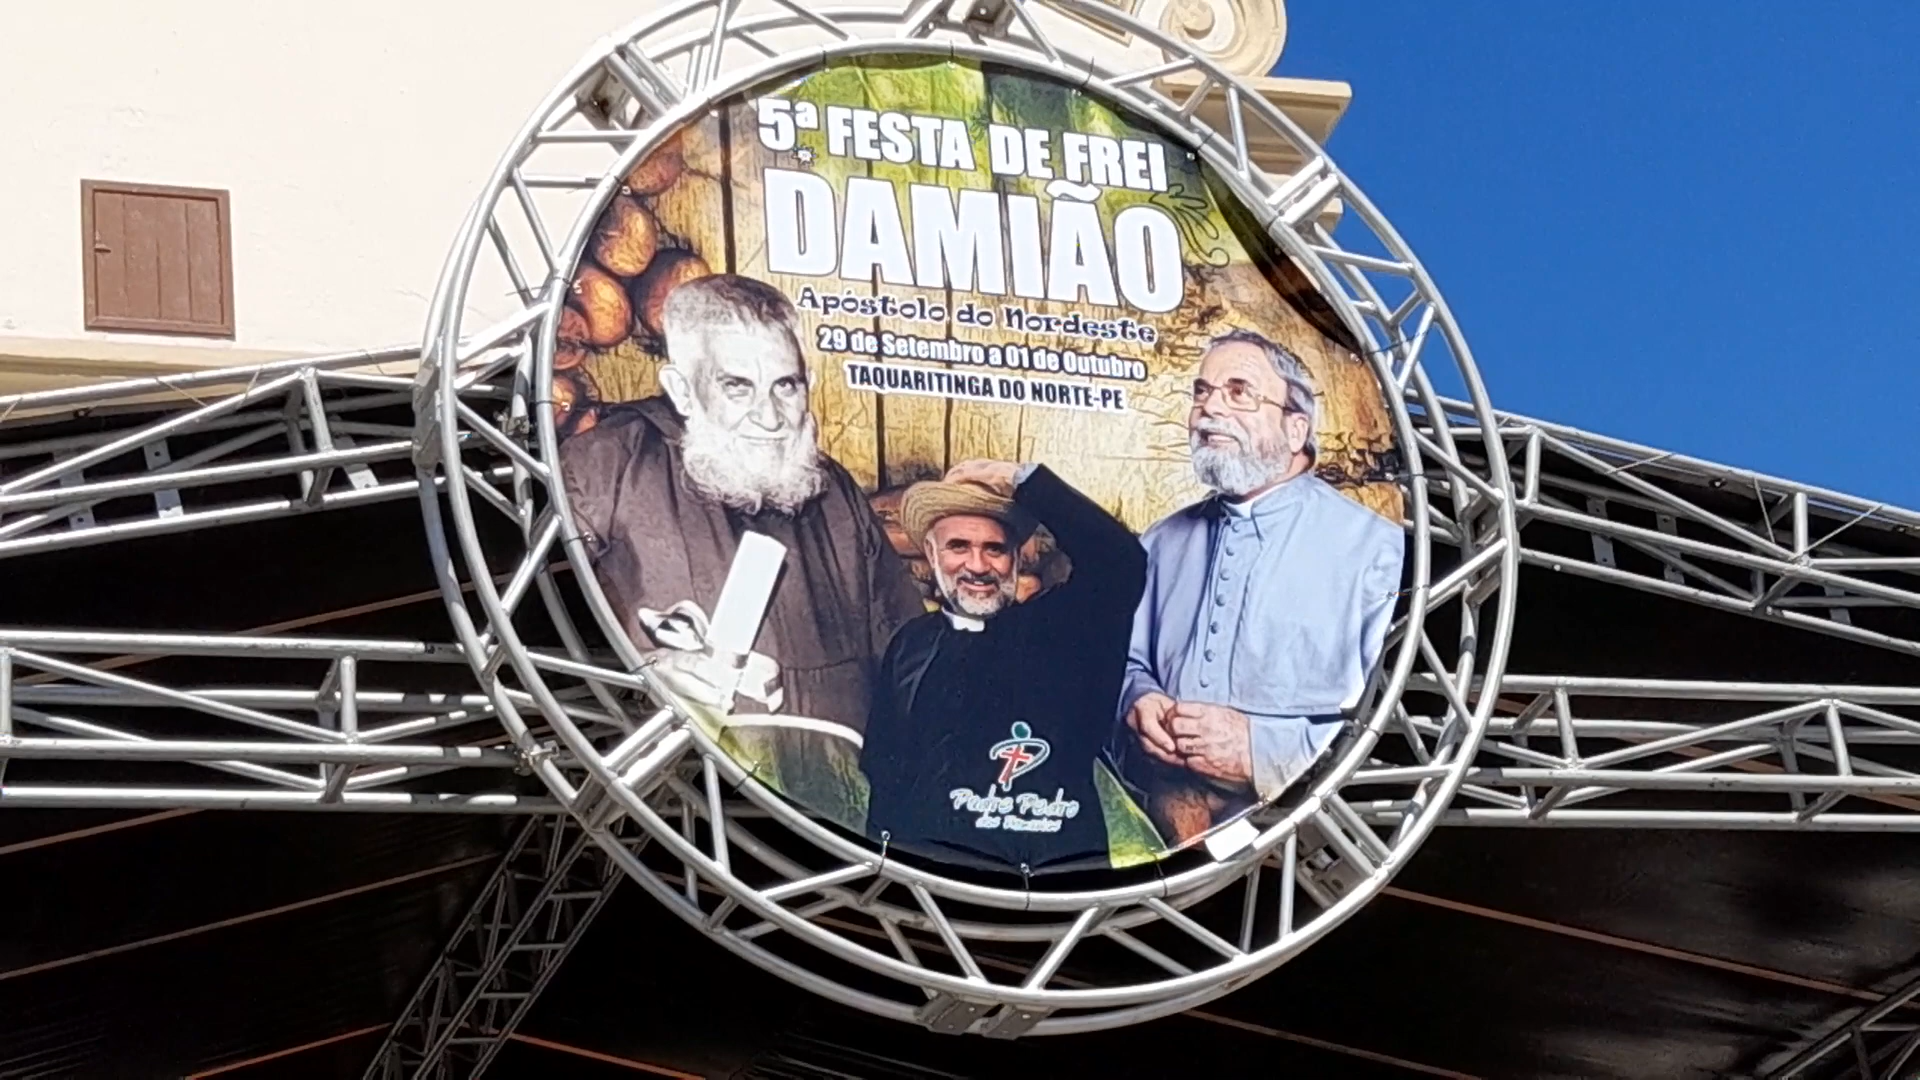 5ª FESTA DE FREI
DAMIÃO
Apóstolo do Nordeste
29 de Setembro a 01 de Outubro
TAQUARITINGA DO NORTE-PE
Padre Pedro